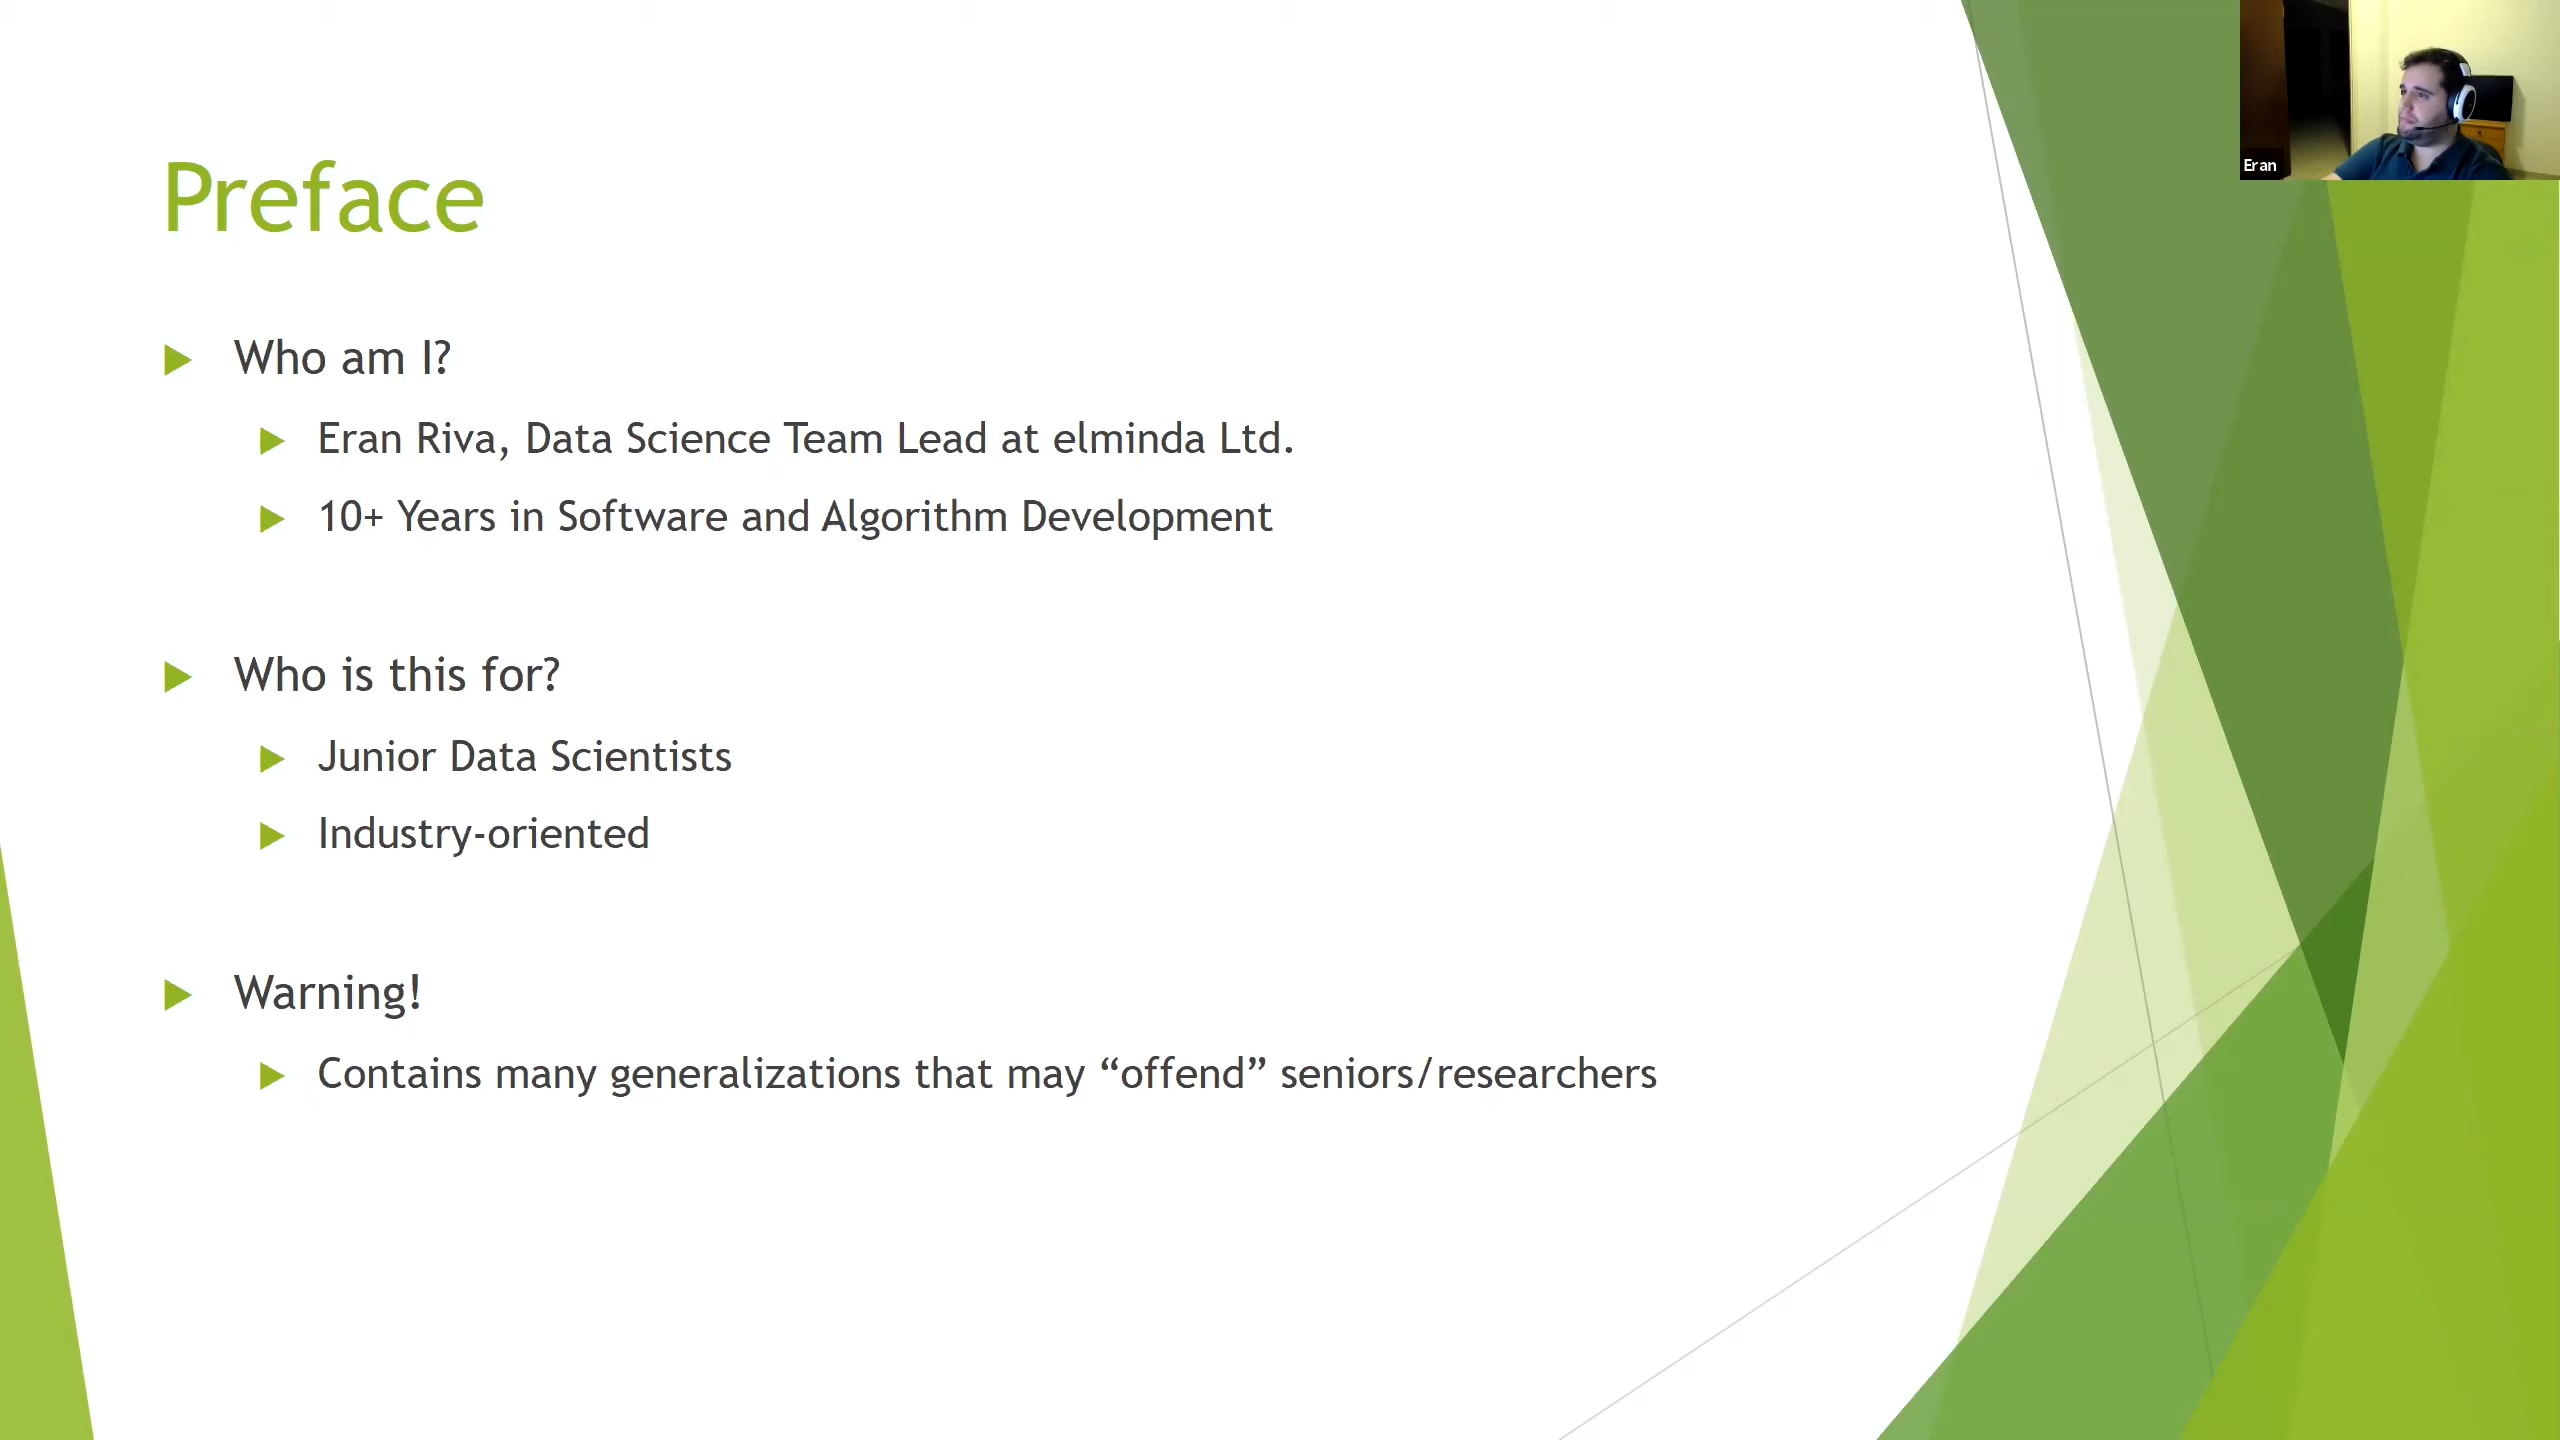 Preface
Who am I?
Eran Riva, Data Science Team Lead at elminda Ltd.
10+ Years in Software and Algorithm Development
Who is this for?
Junior Data Scientists
Industry-oriented
Warning!
Contains many generalizations that may “offend” seniors/researchers
Eran